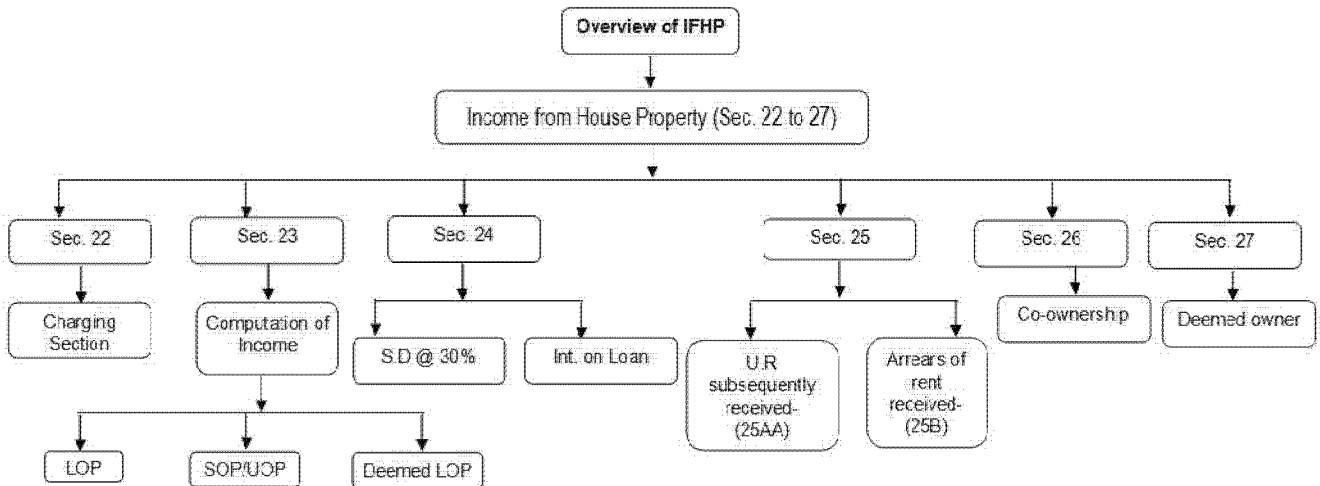 Overview of IFHP
Income from House Property (Sec. 22 to 27)
Sec. 22
Sec. 23
Sec. 24
Sec. 25
Sec. 26
Sec. 27
Charging
Section
Computation of
Income
S.D @ 30%
Int. on Loan
U.R
subsequently
received-
(25AA)
Arrears of
rent
received-
(25B)
Co-ownership
Deemed owner
LOP
SOP/UOP
Deemed LOP